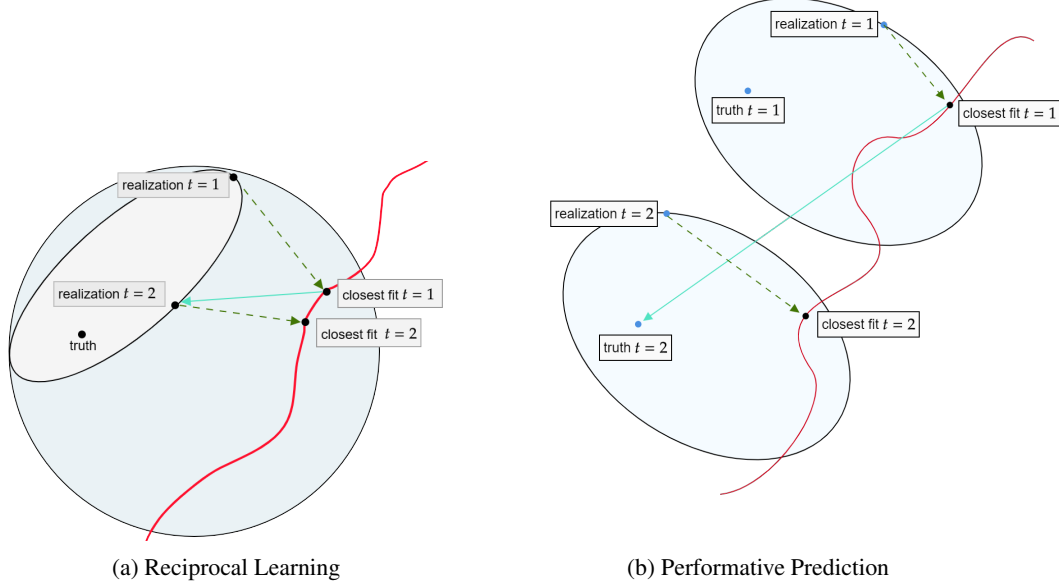 realization t = 1
realization t = 2
truth
closest fit t = 1
closest fit t = 2
(a) Reciprocal Learning
realization t = 1
truth t = 1
closest fit t = 1
realization t = 2
truth t = 2
closest fit t = 2
(b) Performative Prediction